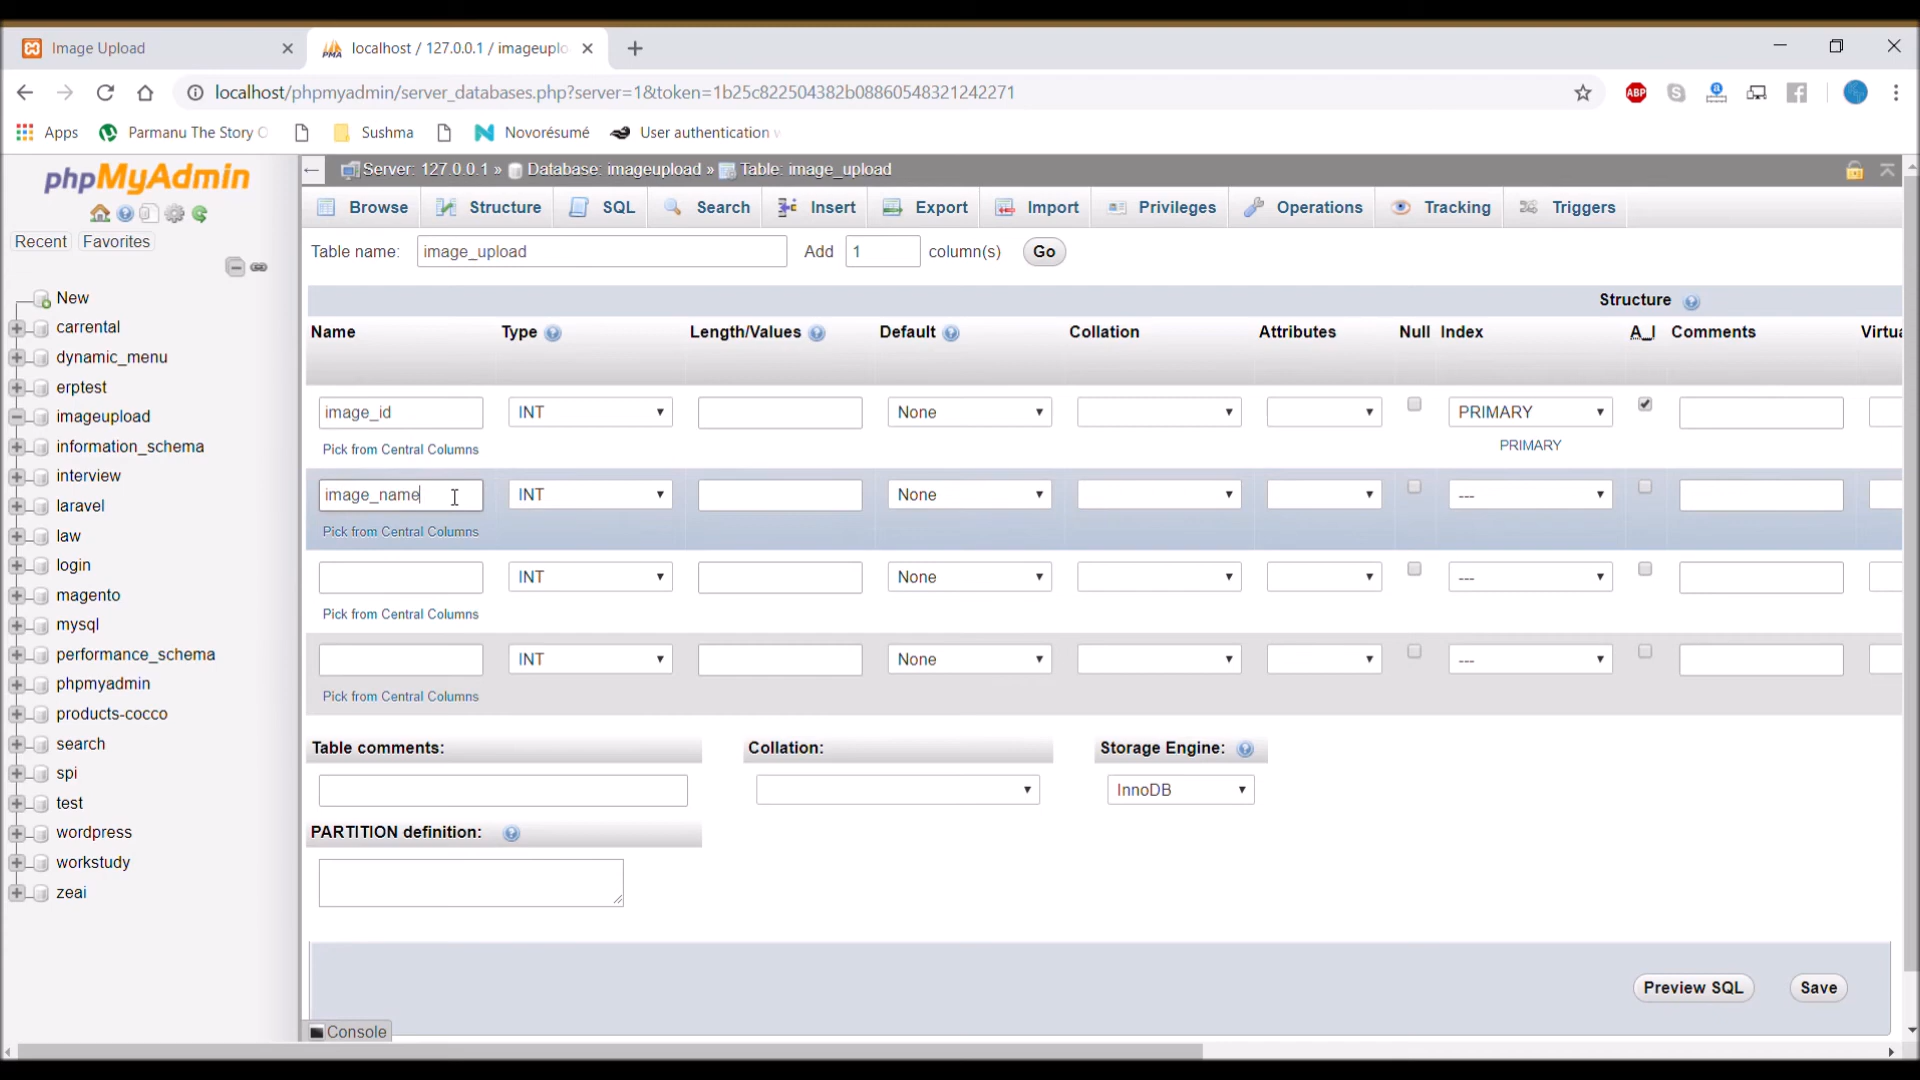 Image Upload
localhost / 127.0.0.1 / imageuplo
localhost/phpmyadmin/server_databases.php?server=1&token=1b25c822504382b08860548321242271
ABP
Apps Parmanu The Story O Sushma Novorésumé User authentication
phpMyAdmin
Recent Favorites
New
carrental
dynamic_menu
erptest
imageupload
information_schema
interview
laravel
law
login
magento
mysql
performance_schema
phpmyadmin
products-cocco
search
spi
test
wordpress
workstudy
zeai
Server: 127.0.0.1 » Database: imageupload » Table: image_upload
Browse Structure SQL Search Insert Export Import Privileges Operations Tracking Triggers
Table name: image_upload Add 1 column(s) Go
Structure
Name Type Length/Values Default Collation Attributes Null Index A_I Comments Virtua
image_id INT None PRIMARY
Pick from Central Columns PRIMARY
image_name INT None ---
Pick from Central Columns
INT None ---
Pick from Central Columns
INT None ---
Pick from Central Columns
Table comments: Collation: Storage Engine:
InnoDB
PARTITION definition:
Preview SQL Save
Console